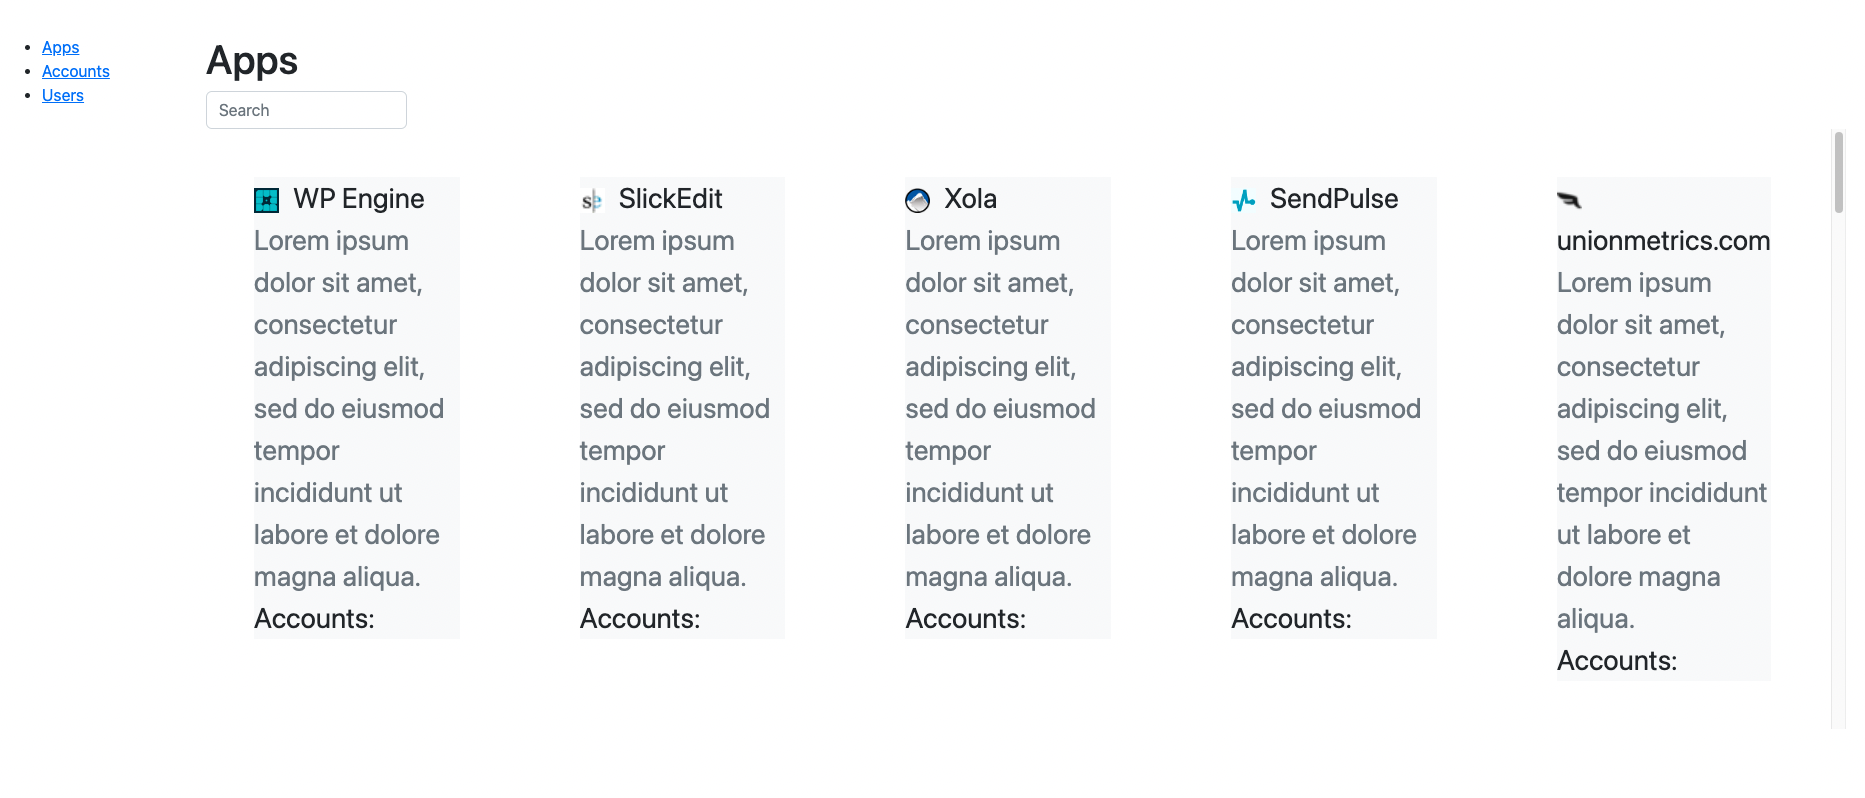 Apps
Accounts
Users
Apps
Search
WP Engine
Lorem ipsum
dolor sit amet,
consectetur
adipiscing elit,
sed do eiusmod
tempor
incididunt ut
labore et dolore
magna aliqua.
Accounts:
SlickEdit
Lorem ipsum
dolor sit amet,
consectetur
adipiscing elit,
sed do eiusmod
tempor
incididunt ut
labore et dolore
magna aliqua.
Accounts:
Xola
Lorem ipsum
dolor sit amet,
consectetur
adipiscing elit,
sed do eiusmod
tempor
incididunt ut
labore et dolore
magna aliqua.
Accounts:
SendPulse
Lorem ipsum
dolor sit amet,
consectetur
adipiscing elit,
sed do eiusmod
tempor
incididunt ut
labore et dolore
magna aliqua.
Accounts:
unionmetrics.com
Lorem ipsum
dolor sit amet,
consectetur
adipiscing elit,
sed do eiusmod
tempor incididunt
ut labore et
dolore magna
aliqua.
Accounts: